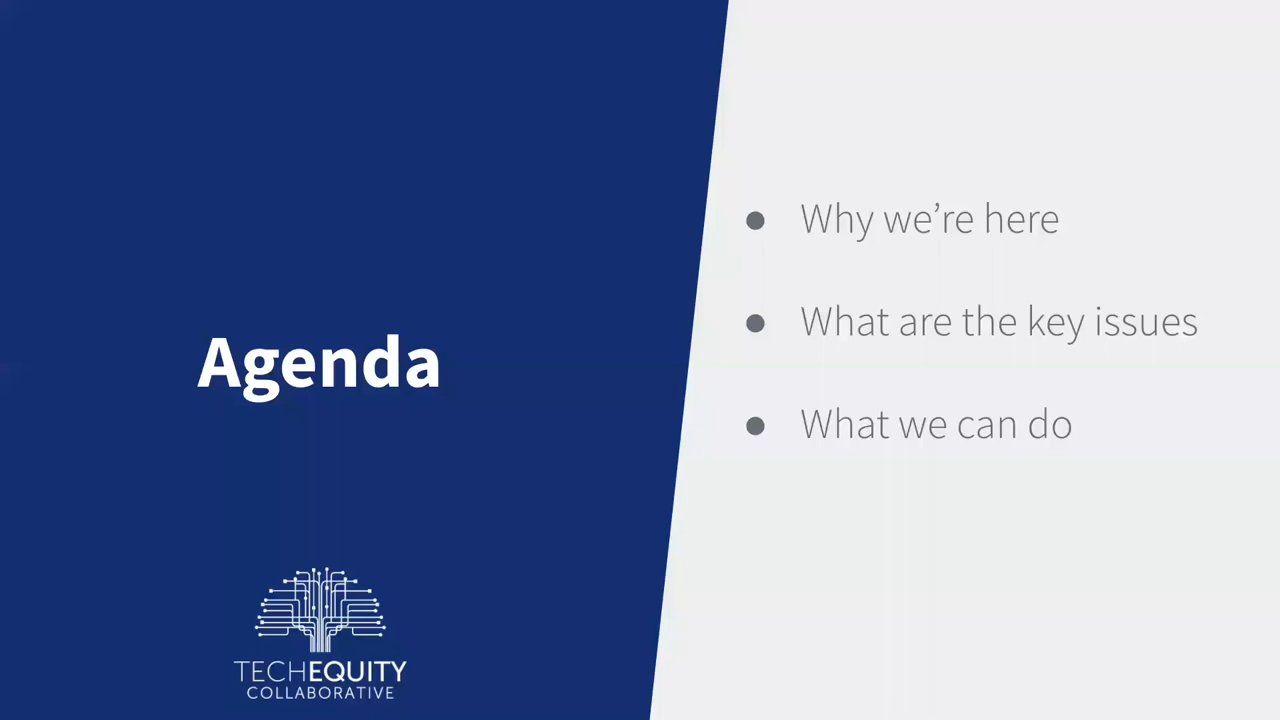 Agenda
TECHEQUITY
COLLABORATIVE
● Why we’re here
● What are the key issues
● What we can do